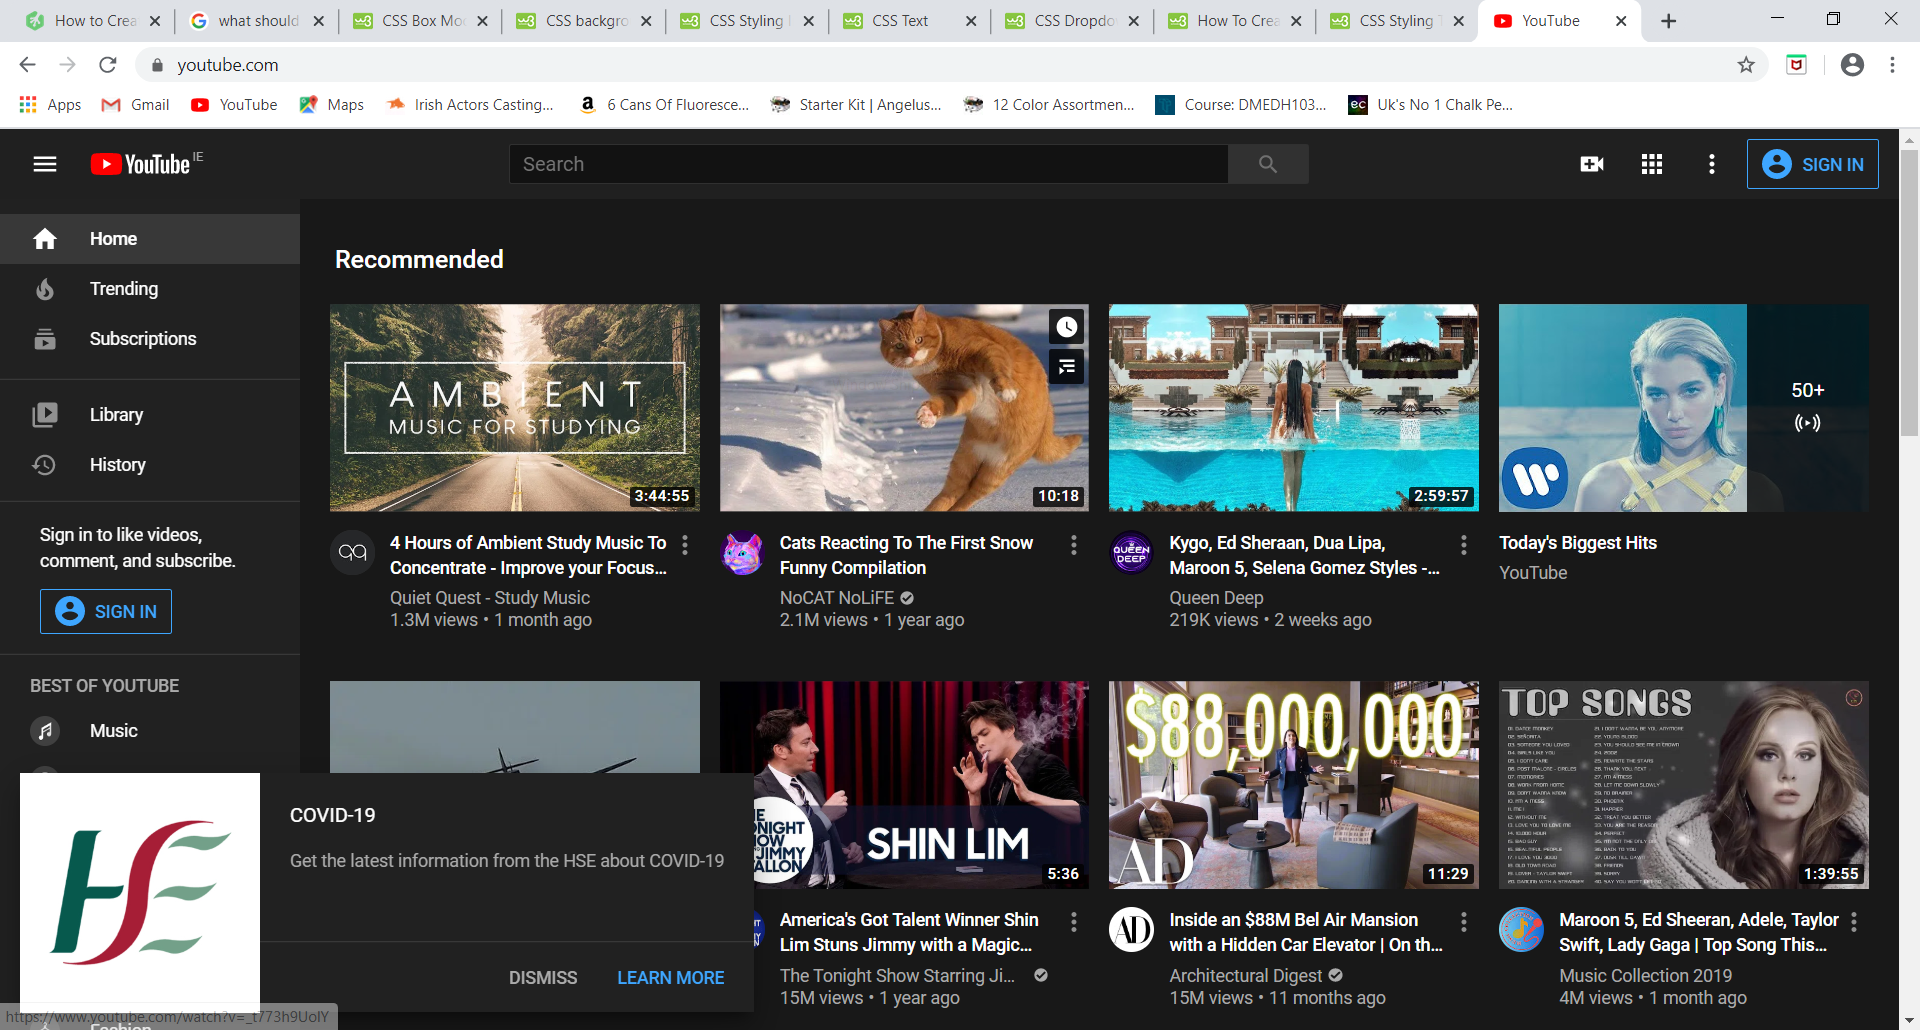 How to Crea
what should
CSS Box Mo
CSS backgro
CSS Styling
CSS Text
CSS Dropdo
How To Crea
CSS Styling T
YouTube
youtube.com
Apps
Gmail
YouTube
Maps
Irish Actors Casting...
6 Cans Of Fluoresce...
Starter Kit | Angelus...
12 Color Assortmen...
Course: DMEDH103...
ec
Uk's No 1 Chalk Pe...
YouTube IE
Search
SIGN IN
Home
Trending
Subscriptions
Library
History
Sign in to like videos,
comment, and subscribe.
SIGN IN
BEST OF YOUTUBE
Music
Fashion
Recommended
AMBIENT
MUSIC FOR STUDYING
3:44:55
4 Hours of Ambient Study Music To
Concentrate - Improve your Focus...
Quiet Quest - Study Music
1.3M views • 1 month ago
10:18
Cats Reacting To The First Snow
Funny Compilation
NoCAT NoLiFE
2.1M views • 1 year ago
2:59:57
QUEEN
DEEP
Kygo, Ed Sheraan, Dua Lipa,
Maroon 5, Selena Gomez Styles -...
Queen Deep
219K views • 2 weeks ago
50+
Today's Biggest Hits
YouTube
SHIN LIM
5:36
America's Got Talent Winner Shin
Lim Stuns Jimmy with a Magic...
The Tonight Show Starring Ji...
15M views • 1 year ago
$88,000,000
AD
11:29
AD
Inside an $88M Bel Air Mansion
with a Hidden Car Elevator | On th...
Architectural Digest
15M views • 11 months ago
TOP SONGS
1:39:55
Maroon 5, Ed Sheeran, Adele, Taylor
Swift, Lady Gaga | Top Song This...
Music Collection 2019
4M views • 1 month ago
HSE
COVID-19
Get the latest information from the HSE about COVID-19
DISMISS
LEARN MORE